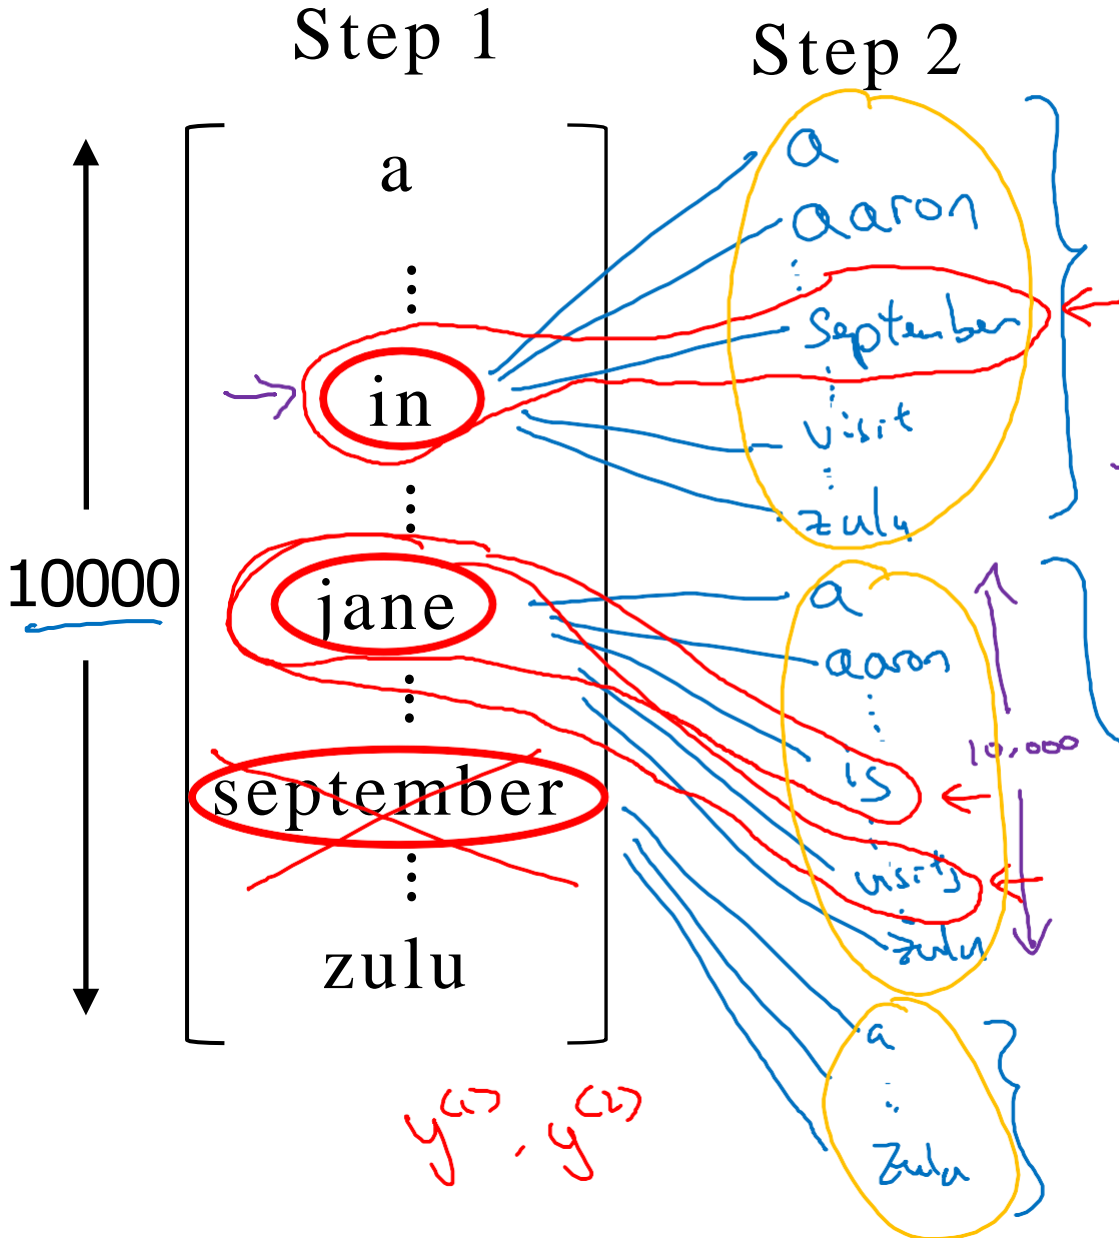 Step 1
Step 2
a
in
jane
september
zulu
10000
a
aaron
September
visit
zulu
a
aaron
is
visits
zulu
10,000
a
zulu
y<1>, y<2>